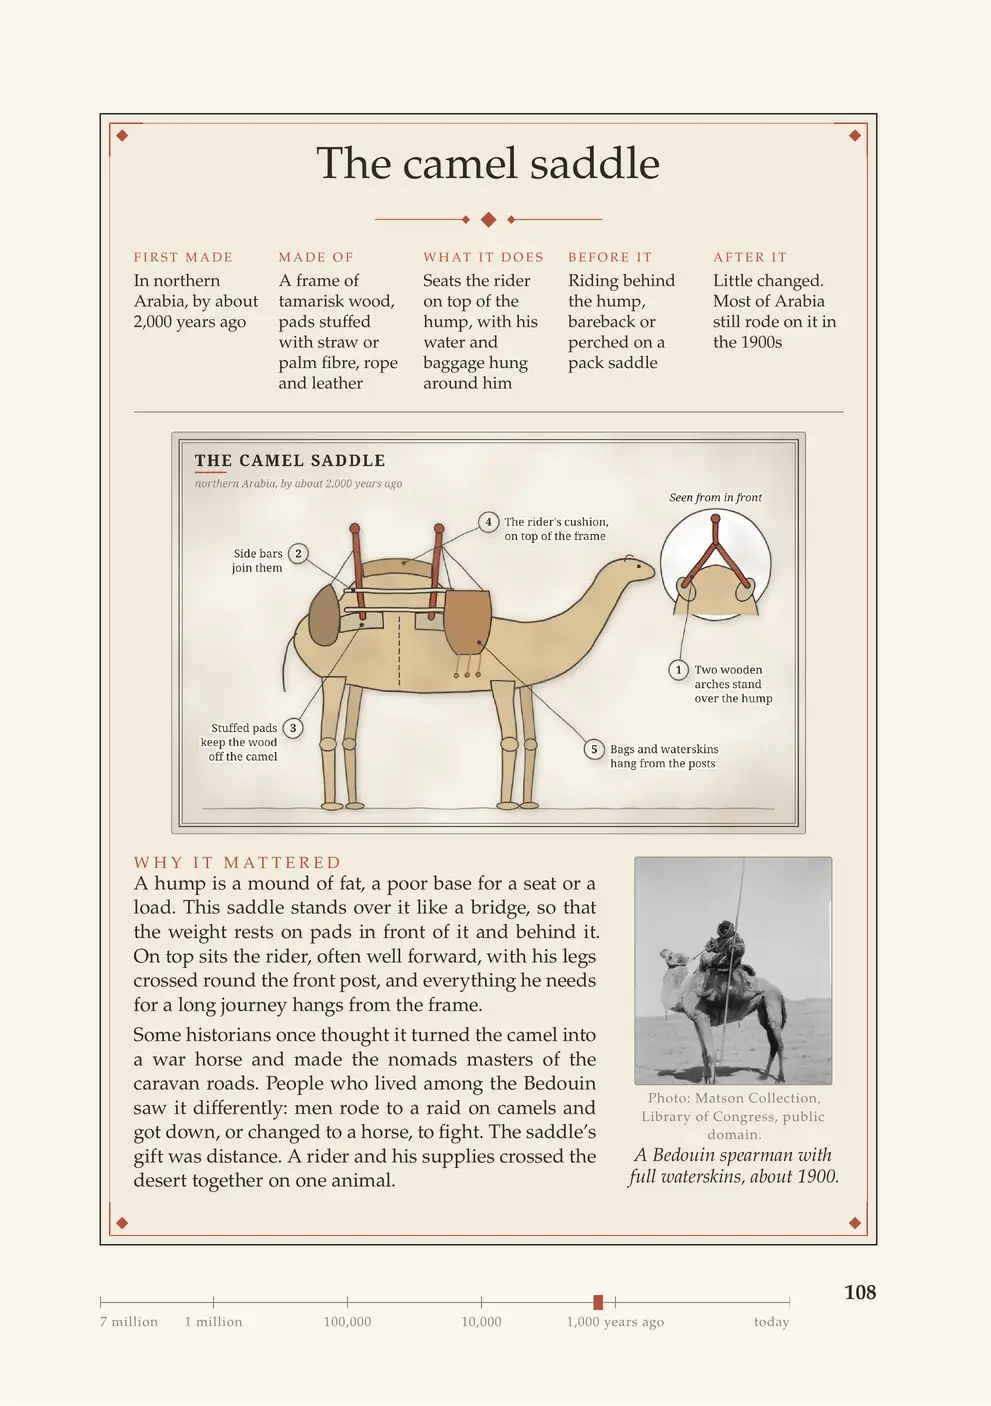 The camel saddle
FIRST MADE
In northern
Arabia, by about
2,000 years ago
MADE OF
A frame of
tamarisk wood,
pads stuffed
with straw or
palm fibre, rope
and leather
WHAT IT DOES
Seats the rider
on top of the
hump, with his
water and
baggage hung
around him
BEFORE IT
Riding behind
the hump,
bareback or
perched on a
pack saddle
AFTER IT
Little changed.
Most of Arabia
still rode on it in
the 1900s
THE CAMEL SADDLE
northern Arabia, by about 2,000 years ago
Seen from in front
4 The rider's cushion,
on top of the frame
Side bars 2
join them
1 Two wooden
arches stand
over the hump
Stuffed pads 3
keep the wood
off the camel
5 Bags and waterskins
hang from the posts
WHY IT MATTERED
A hump is a mound of fat, a poor base for a seat or a
load. This saddle stands over it like a bridge, so that
the weight rests on pads in front of it and behind it.
On top sits the rider, often well forward, with his legs
crossed round the front post, and everything he needs
for a long journey hangs from the frame.
Some historians once thought it turned the camel into
a war horse and made the nomads masters of the
caravan roads. People who lived among the Bedouin
saw it differently: men rode to a raid on camels and
got down, or changed to a horse, to fight. The saddle’s
gift was distance. A rider and his supplies crossed the
desert together on one animal.
Photo: Matson Collection,
Library of Congress, public
domain.
A Bedouin spearman with
full waterskins, about 1900.
108
7 million 1 million 100,000 10,000 1,000 years ago today